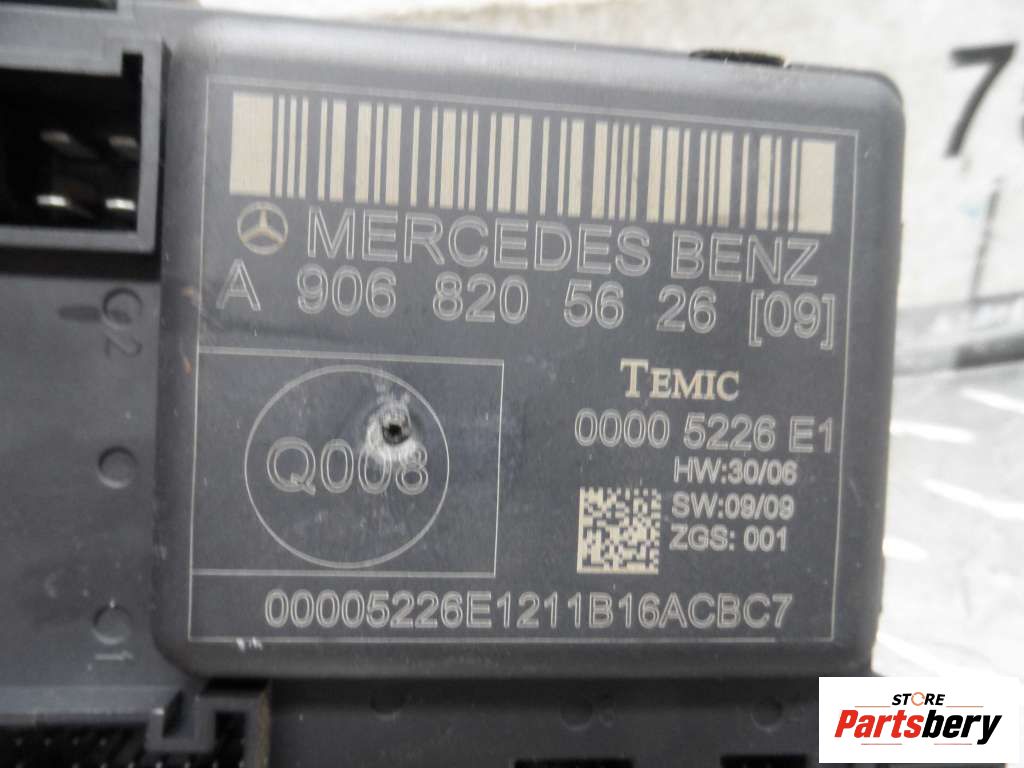 MERCEDES BENZ
A 906 820 56 26 [09]
TEMIC
0000 5226 E1
HW:30/06
SW:09/09
ZGS: 001
Q008
00005226E1211B16ACBC7
G2
STORE
Partsbery